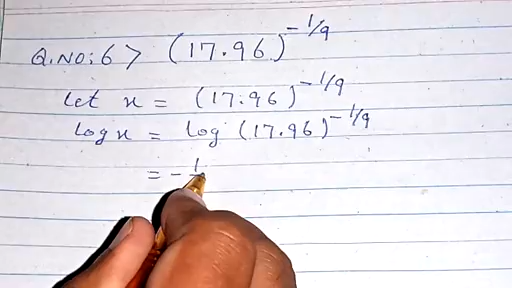 Q.NO:6> (17.96)^-1/9
let x = (17.96)^-1/9
log x = log (17.96)^-1/9
= - 1